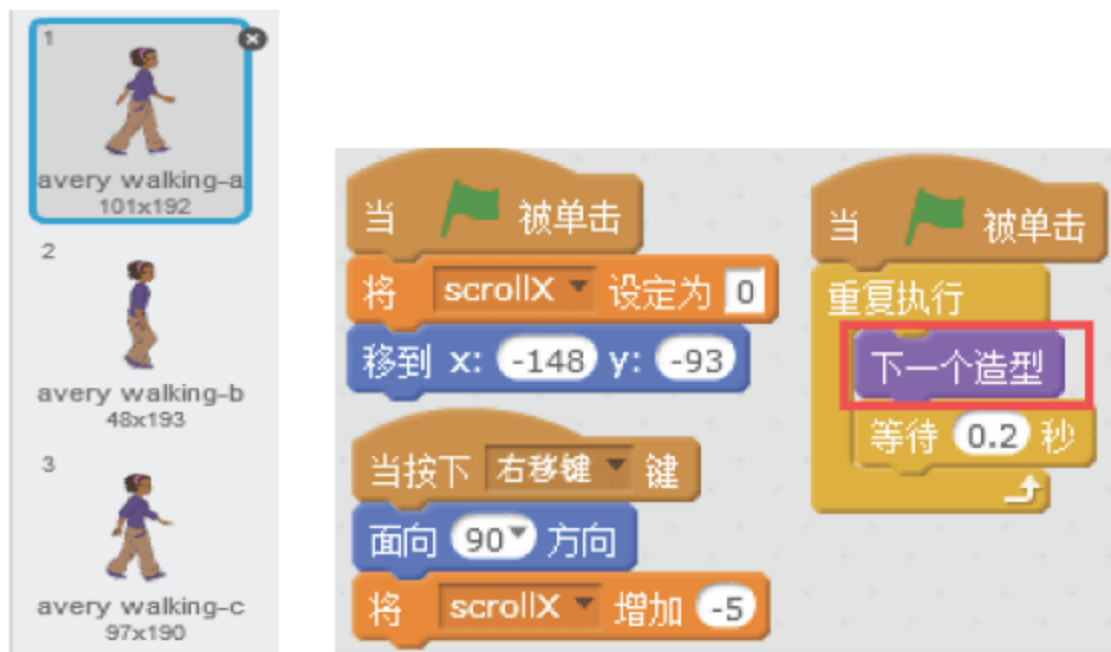 1
avery walking-a
101x192
2
avery walking-b
48x193
3
avery walking-c
97x190
当 被单击
将 scrollX 设定为 0
移到 x: -148 y: -93
当按下 右移键 键
面向 90 方向
将 scrollX 增加 -5
当 被单击
重复执行
下一个造型
等待 0.2 秒